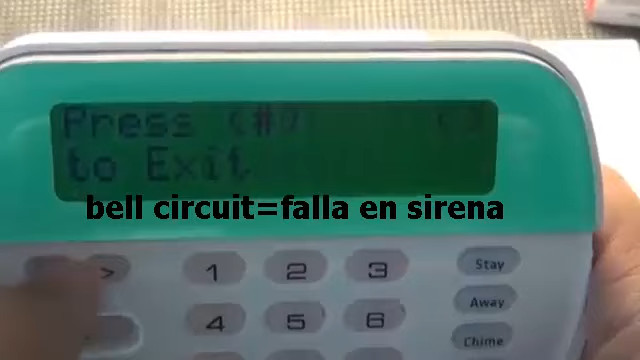 Press (#)
to Exit
bell circuit=falla en sirena
>
1 2 3 Stay
Away
4 5 6
Chime